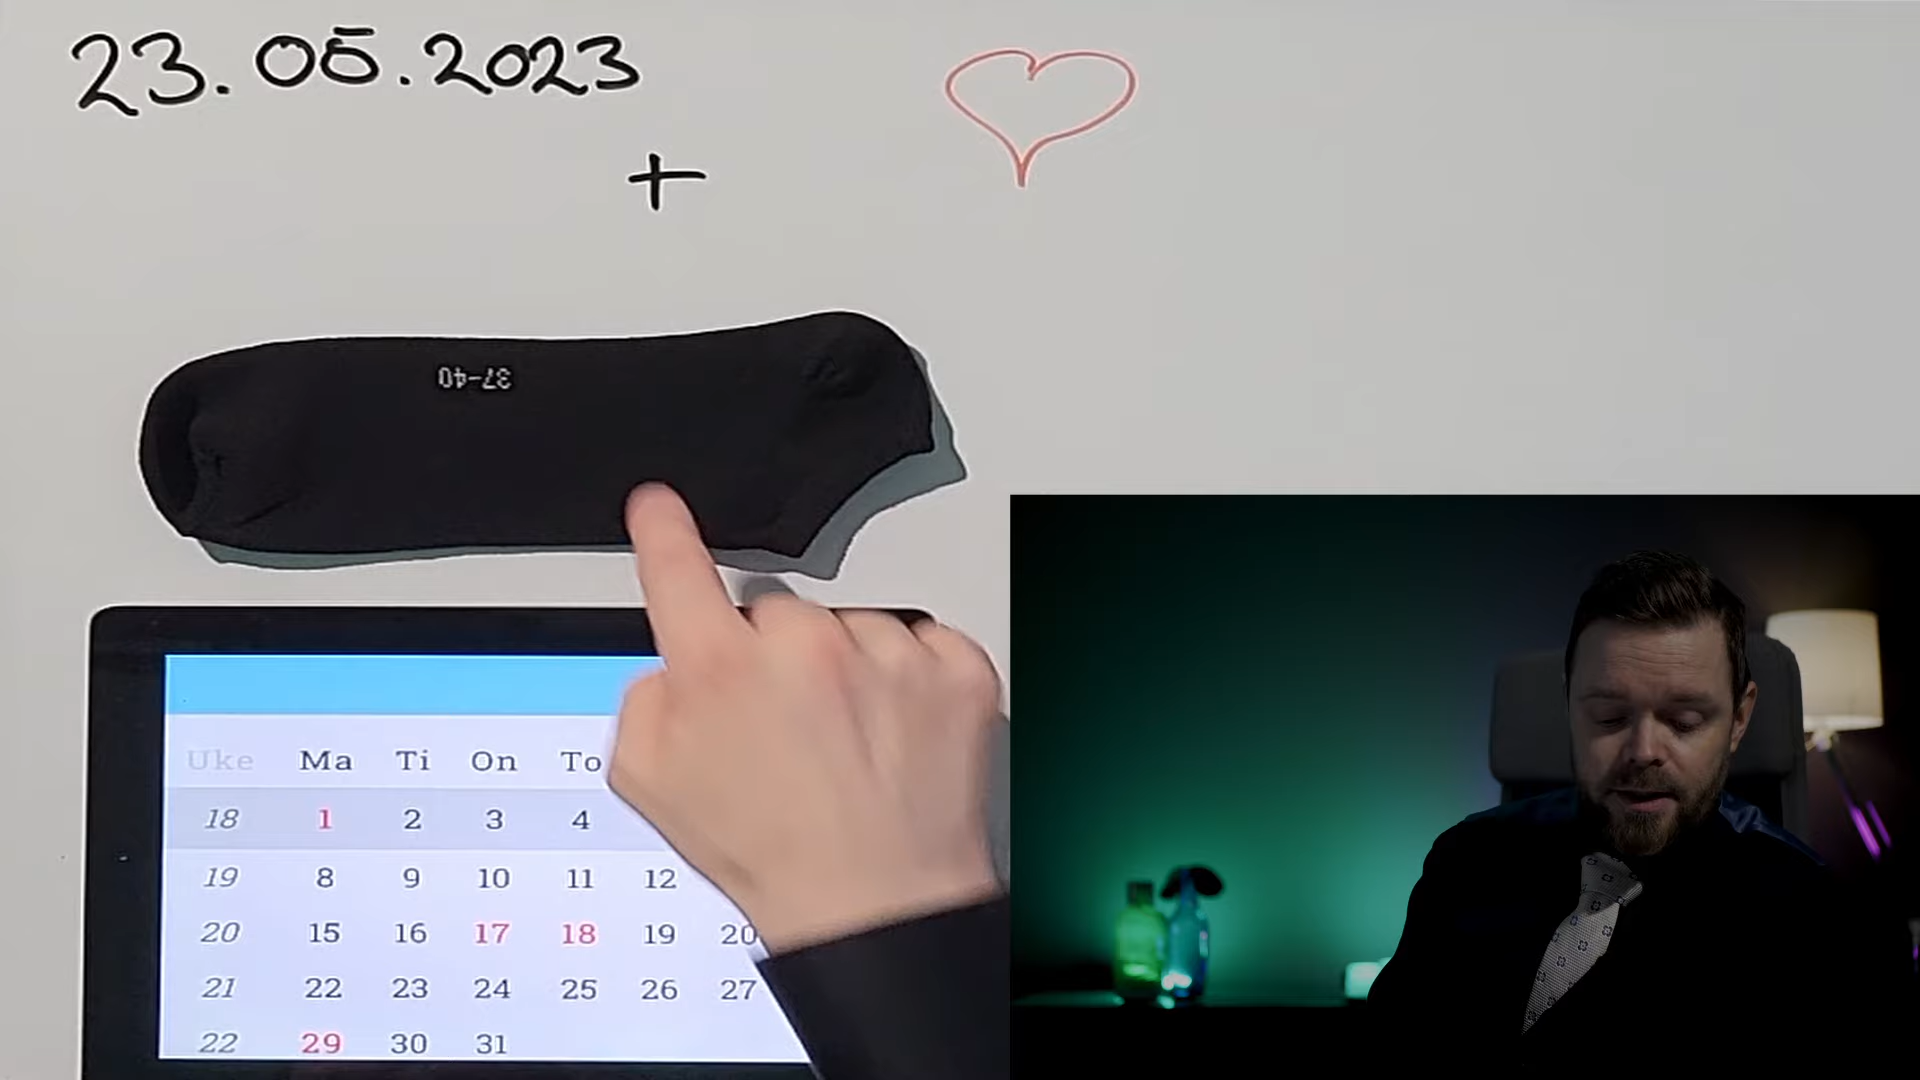 23.05.2023
+
37-40
Uke Ma Ti On To
18 1 2 3 4
19 8 9 10 11 12
20 15 16 17 18 19 20
21 22 23 24 25 26 27
22 29 30 31